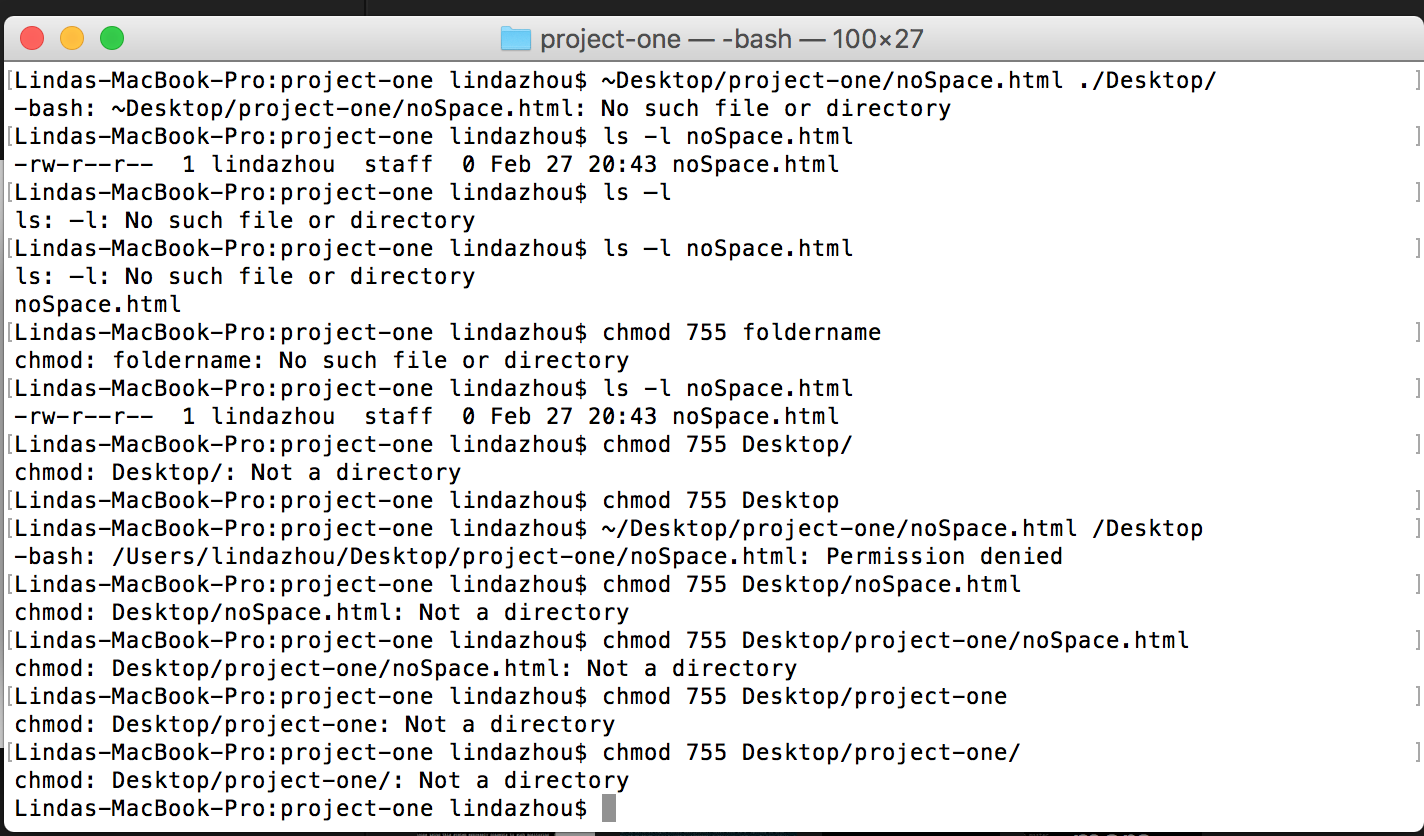 project-one — -bash — 100×27
[Lindas-MacBook-Pro:project-one lindazhou$ ~Desktop/project-one/noSpace.html ./Desktop/ ]
-bash: ~Desktop/project-one/noSpace.html: No such file or directory
[Lindas-MacBook-Pro:project-one lindazhou$ ls -l noSpace.html ]
-rw-r--r--  1 lindazhou  staff  0 Feb 27 20:43 noSpace.html
[Lindas-MacBook-Pro:project-one lindazhou$ ls –l ]
ls: –l: No such file or directory
[Lindas-MacBook-Pro:project-one lindazhou$ ls –l noSpace.html ]
ls: –l: No such file or directory
noSpace.html
[Lindas-MacBook-Pro:project-one lindazhou$ chmod 755 foldername ]
chmod: foldername: No such file or directory
[Lindas-MacBook-Pro:project-one lindazhou$ ls -l noSpace.html ]
-rw-r--r--  1 lindazhou  staff  0 Feb 27 20:43 noSpace.html
[Lindas-MacBook-Pro:project-one lindazhou$ chmod 755 Desktop/ ]
chmod: Desktop/: Not a directory
[Lindas-MacBook-Pro:project-one lindazhou$ chmod 755 Desktop ]
[Lindas-MacBook-Pro:project-one lindazhou$ ~/Desktop/project-one/noSpace.html /Desktop ]
-bash: /Users/lindazhou/Desktop/project-one/noSpace.html: Permission denied
[Lindas-MacBook-Pro:project-one lindazhou$ chmod 755 Desktop/noSpace.html ]
chmod: Desktop/noSpace.html: Not a directory
[Lindas-MacBook-Pro:project-one lindazhou$ chmod 755 Desktop/project-one/noSpace.html ]
chmod: Desktop/project-one/noSpace.html: Not a directory
[Lindas-MacBook-Pro:project-one lindazhou$ chmod 755 Desktop/project-one ]
chmod: Desktop/project-one: Not a directory
[Lindas-MacBook-Pro:project-one lindazhou$ chmod 755 Desktop/project-one/ ]
chmod: Desktop/project-one/: Not a directory
Lindas-MacBook-Pro:project-one lindazhou$